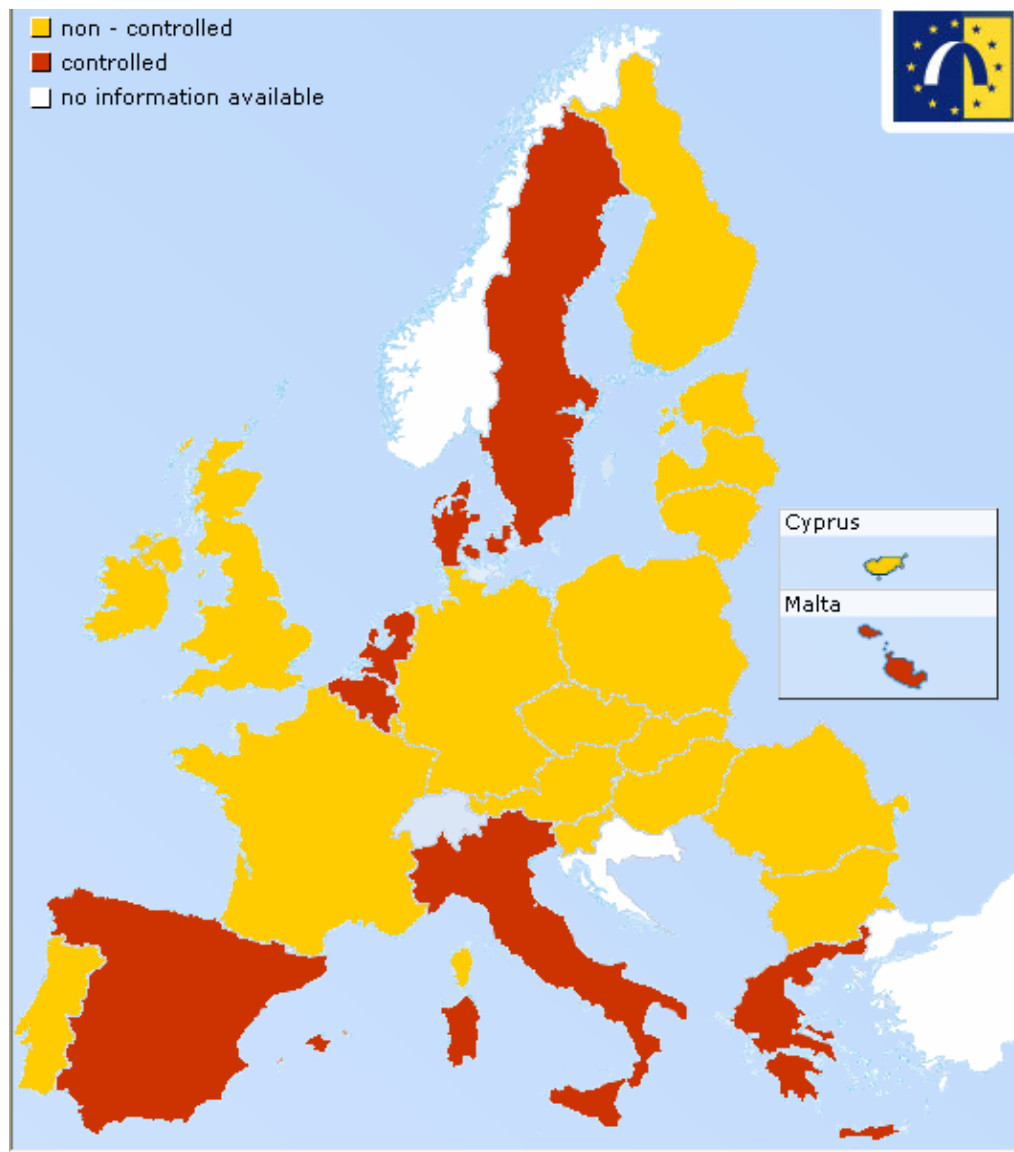 non - controlled
controlled
no information available
Cyprus
Malta